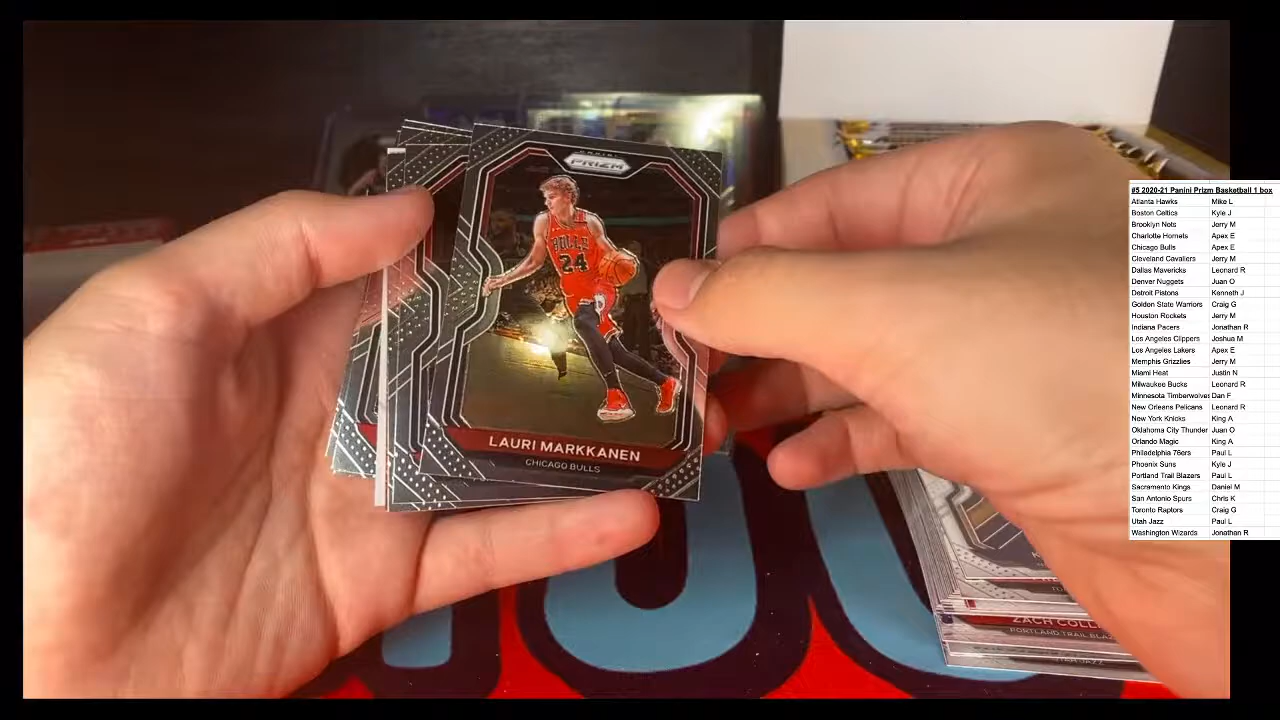 PANINI
PRIZM
BULLS
24
LAURI MARKKANEN
CHICAGO BULLS
ZACH COLL
PORTLAND TRAIL BLAZ
UTAH JAZZ
#5 2020-21 Panini Prizm Basketball 1 box
Atlanta Hawks Mike L
Boston Celtics Kyle J
Brooklyn Nets Jerry M
Charlotte Hornets Apex E
Chicago Bulls Apex E
Cleveland Cavaliers Jerry M
Dallas Mavericks Leonard R
Denver Nuggets Juan O
Detroit Pistons Kenneth J
Golden State Warriors Craig G
Houston Rockets Jerry M
Indiana Pacers Jonathan R
Los Angeles Clippers Joshua M
Los Angeles Lakers Apex E
Memphis Grizzlies Jerry M
Miami Heat Justin N
Milwaukee Bucks Leonard R
Minnesota Timberwolves Dan F
New Orleans Pelicans Leonard R
New York Knicks King A
Oklahoma City Thunder Juan O
Orlando Magic King A
Philadelphia 76ers Paul L
Phoenix Suns Kyle J
Portland Trail Blazers Paul L
Sacramento Kings Daniel M
San Antonio Spurs Chris K
Toronto Raptors Craig G
Utah Jazz Paul L
Washington Wizards Jonathan R